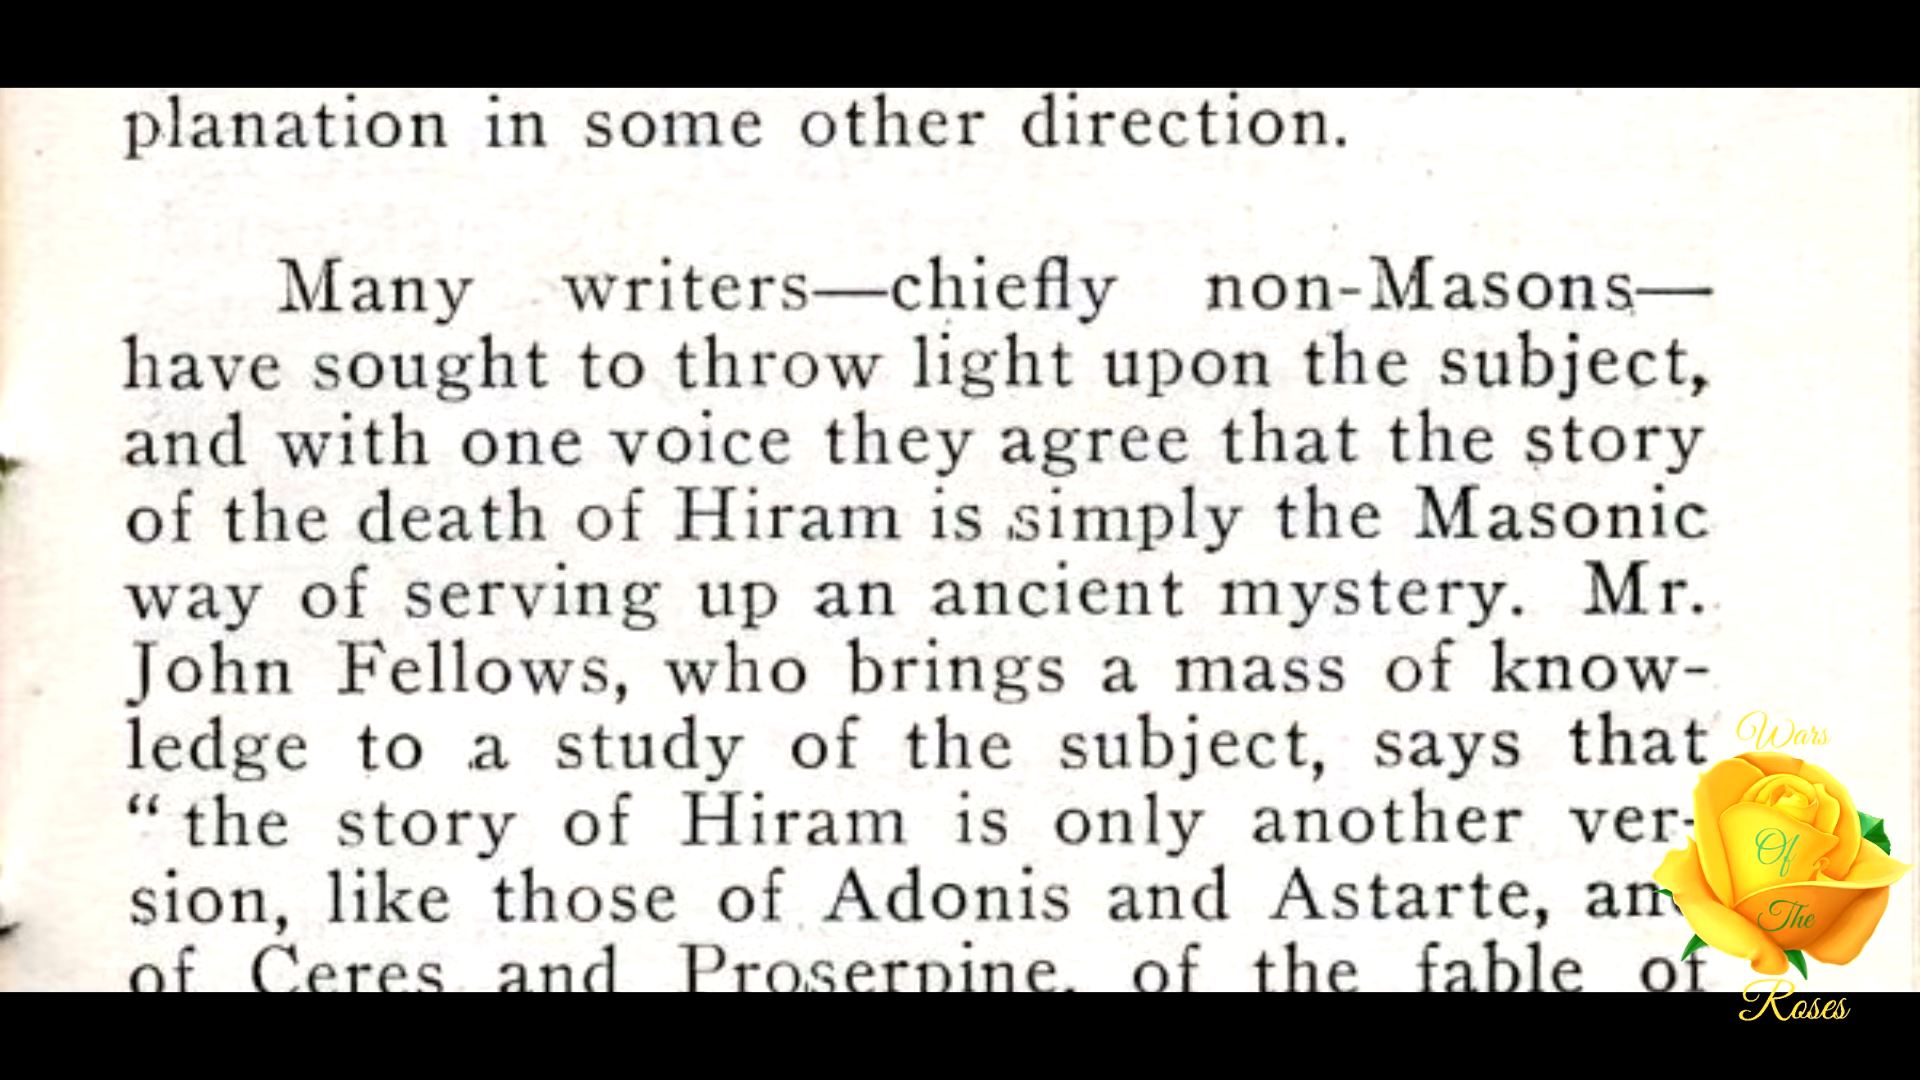 planation in some other direction.
Many writers—chiefly non-Masons—
have sought to throw light upon the subject,
and with one voice they agree that the story
of the death of Hiram is simply the Masonic
way of serving up an ancient mystery. Mr.
John Fellows, who brings a mass of know-
ledge to a study of the subject, says that
“ the story of Hiram is only another ver-
sion, like those of Adonis and Astarte, and
of Ceres and Proserpine, of the fable of
Wars
Of
The
Roses